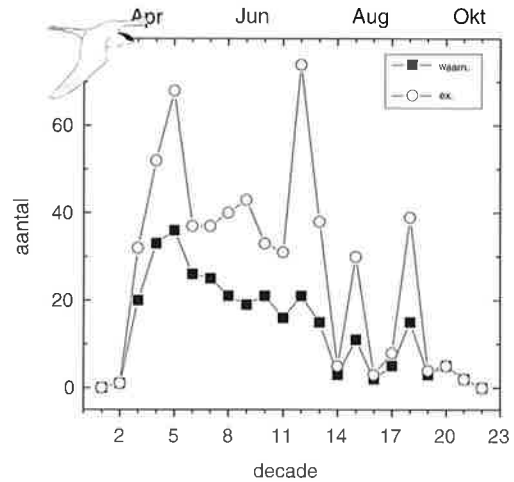 Apr Jun Aug Okt
waarn.
ex.
60
40
20
0
aantal
2 5 8 11 14 17 20 23
decade